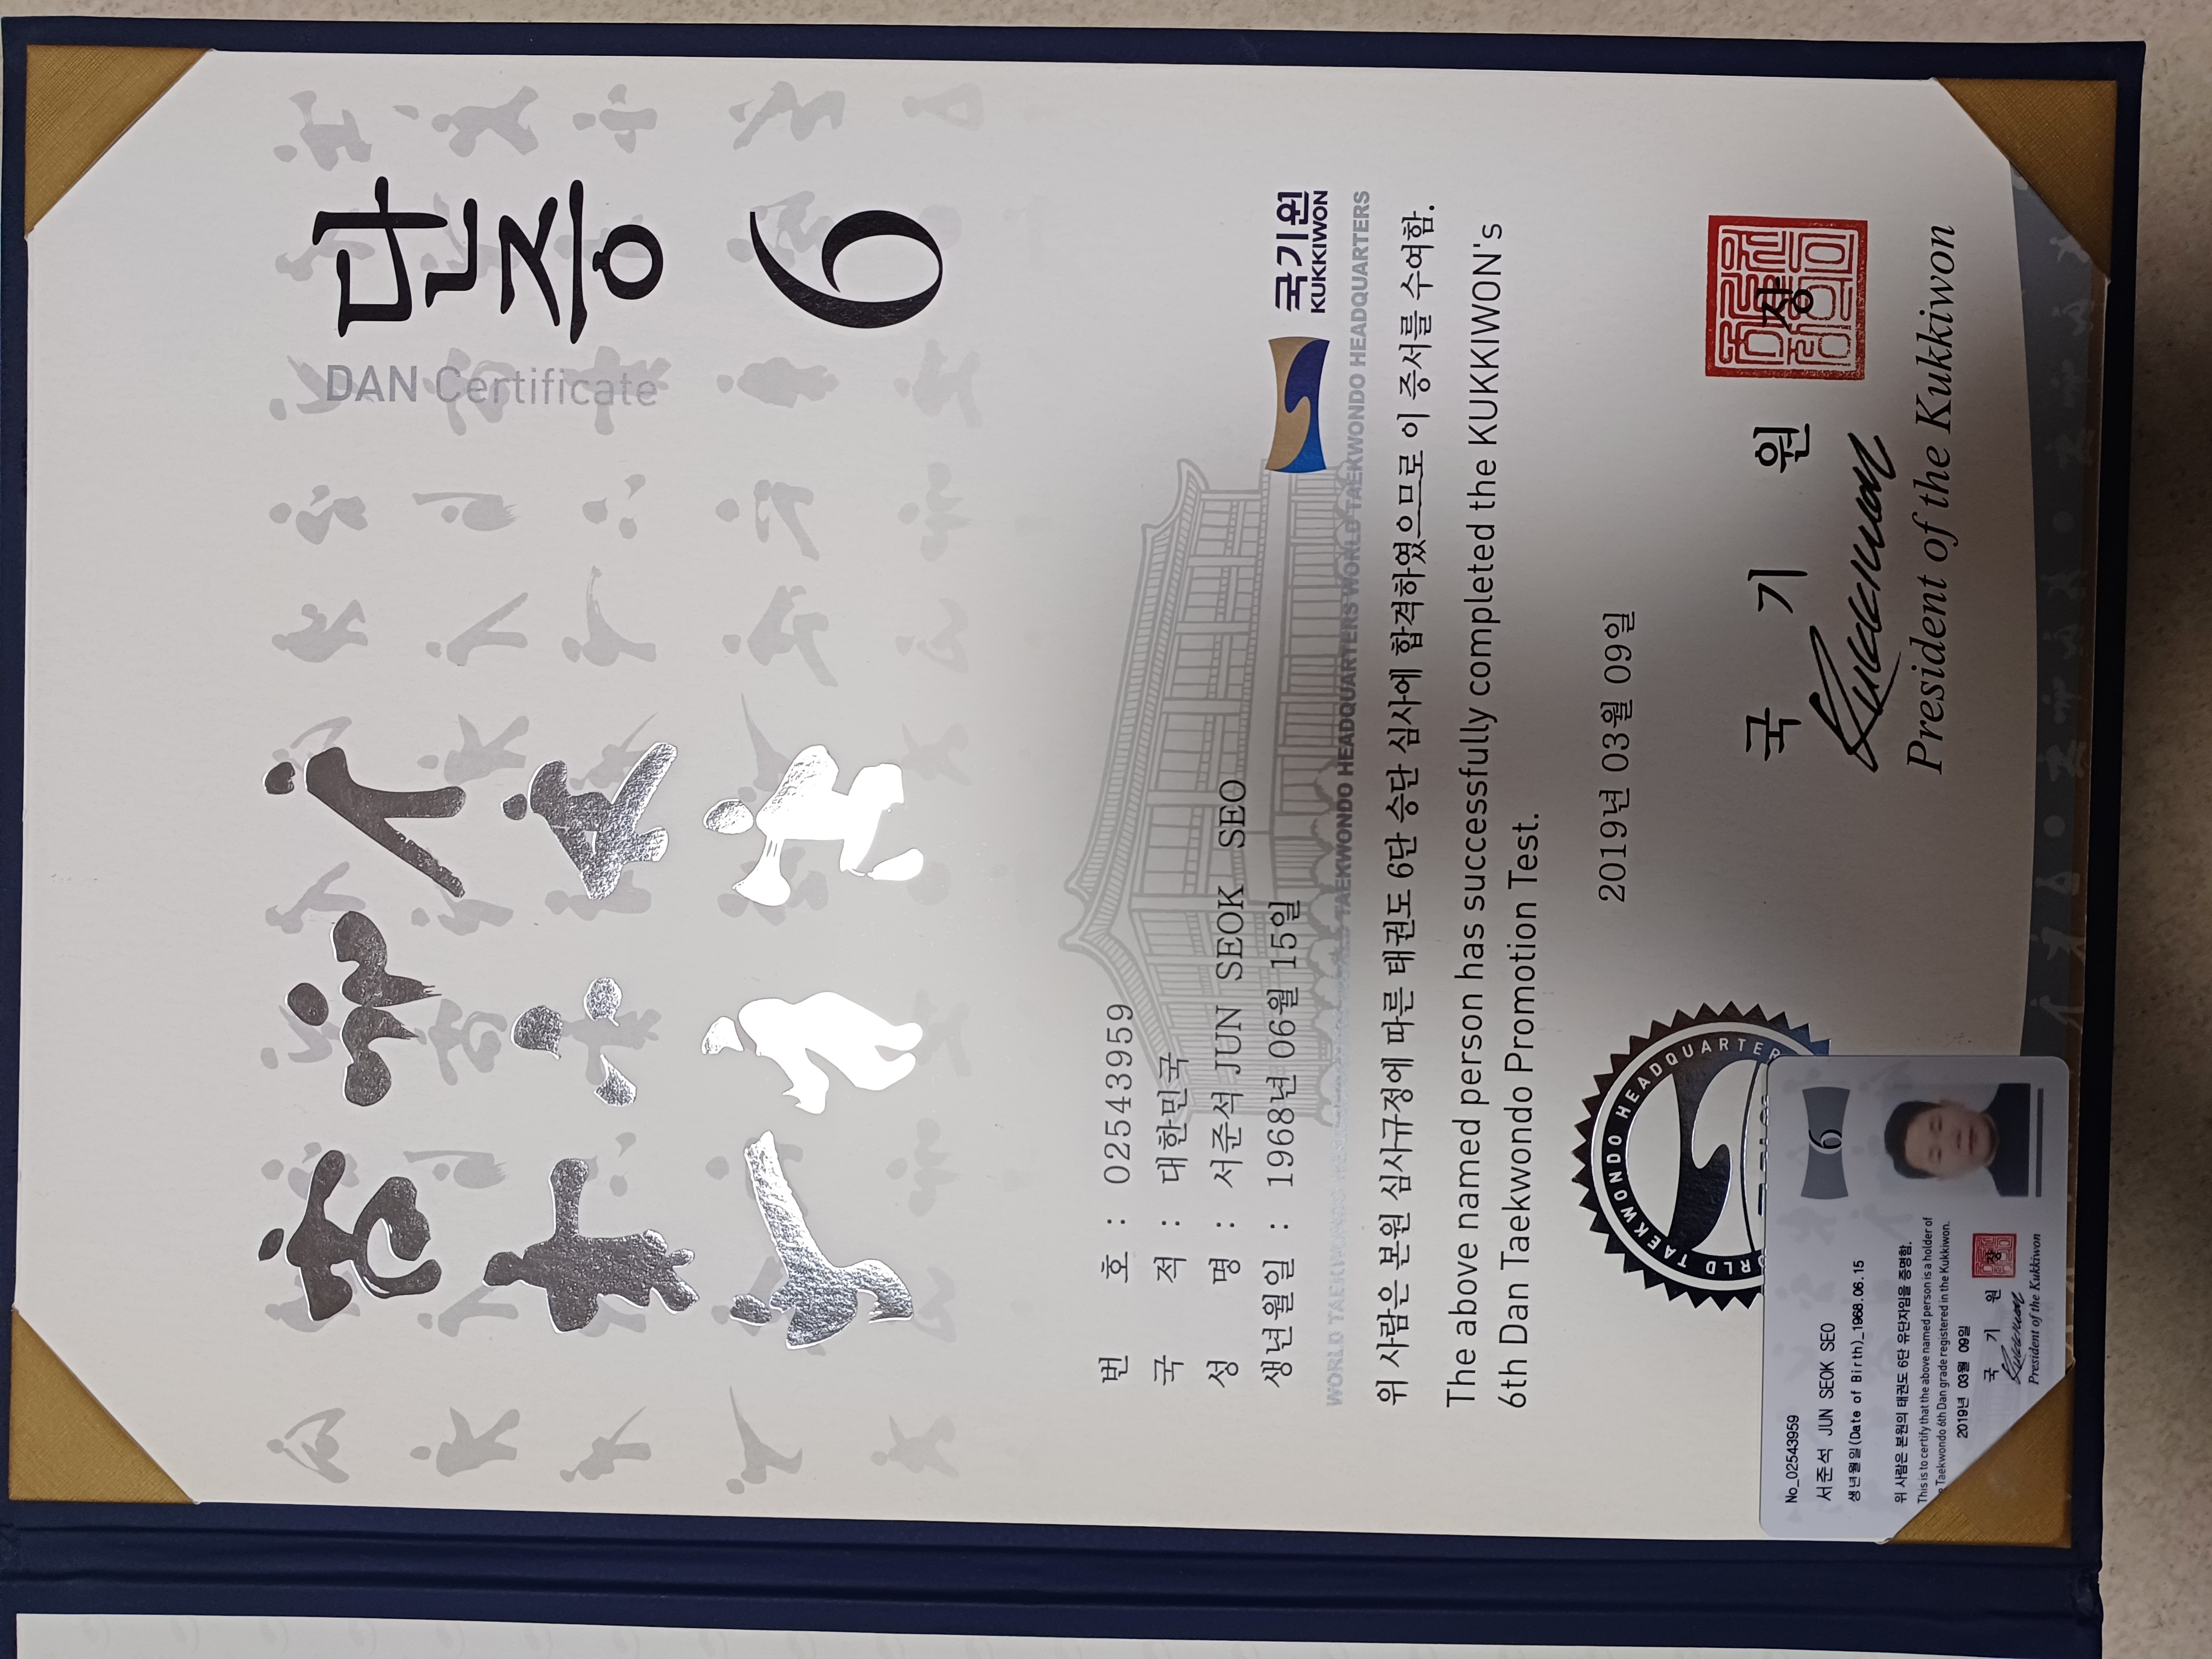 단증
DAN Certificate
6
번 호 : 02543959
국 적 : 대한민국
성 명 : 서준석 JUN SEOK SEO
생년월일 : 1968년 06월 15일
국기원
KUKKIWON
WORLD TAEKWONDO HEADQUARTERS WORLD TAEKWONDO HEADQUARTERS WORLD TAEKWONDO HEADQUARTERS
위 사람은 본원 심사규정에 따른 태권도 6단 승단 심사에 합격하였으므로 이 증서를 수여함.
The above named person has successfully completed the KUKKIWON's
6th Dan Taekwondo Promotion Test.
2019년 03월 09일
국 기 원 장
President of the Kukkiwon
TAEKWONDO HEADQUARTER
No_02543959
6
서준석 JUN SEOK SEO
생년월일(Date of Birth)_1968.06.15
위 사람은 본원의 태권도 6단 유단자임을 증명함.
This is to certify that the above named person is a holder of
Taekwondo 6th Dan grade registered in the Kukkiwon.
2019년 03월 09일
국 기 원 장
President of the Kukkiwon